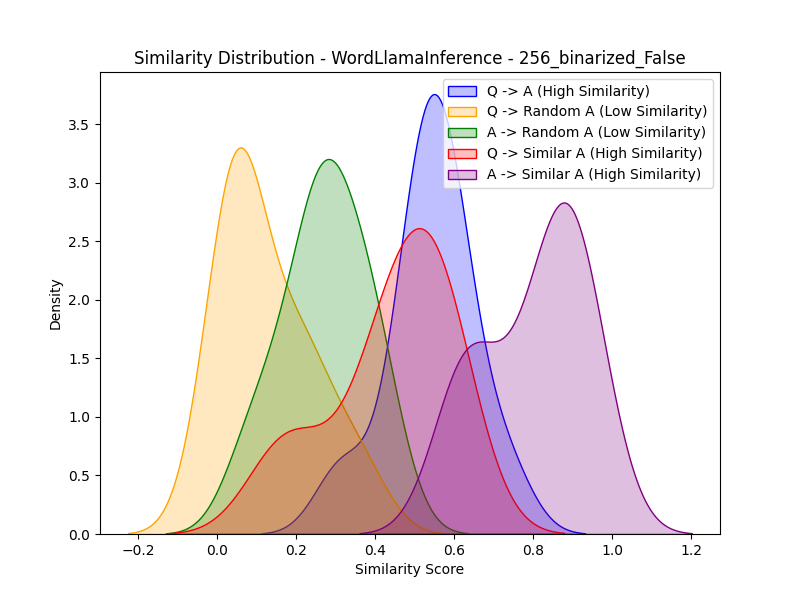 Similarity Distribution - WordLlamaInference - 256_binarized_False
Q -> A (High Similarity)
Q -> Random A (Low Similarity)
A -> Random A (Low Similarity)
Q -> Similar A (High Similarity)
A -> Similar A (High Similarity)
Density
3.5
3.0
2.5
2.0
1.5
1.0
0.5
0.0
−0.2 0.0 0.2 0.4 0.6 0.8 1.0 1.2
Similarity Score